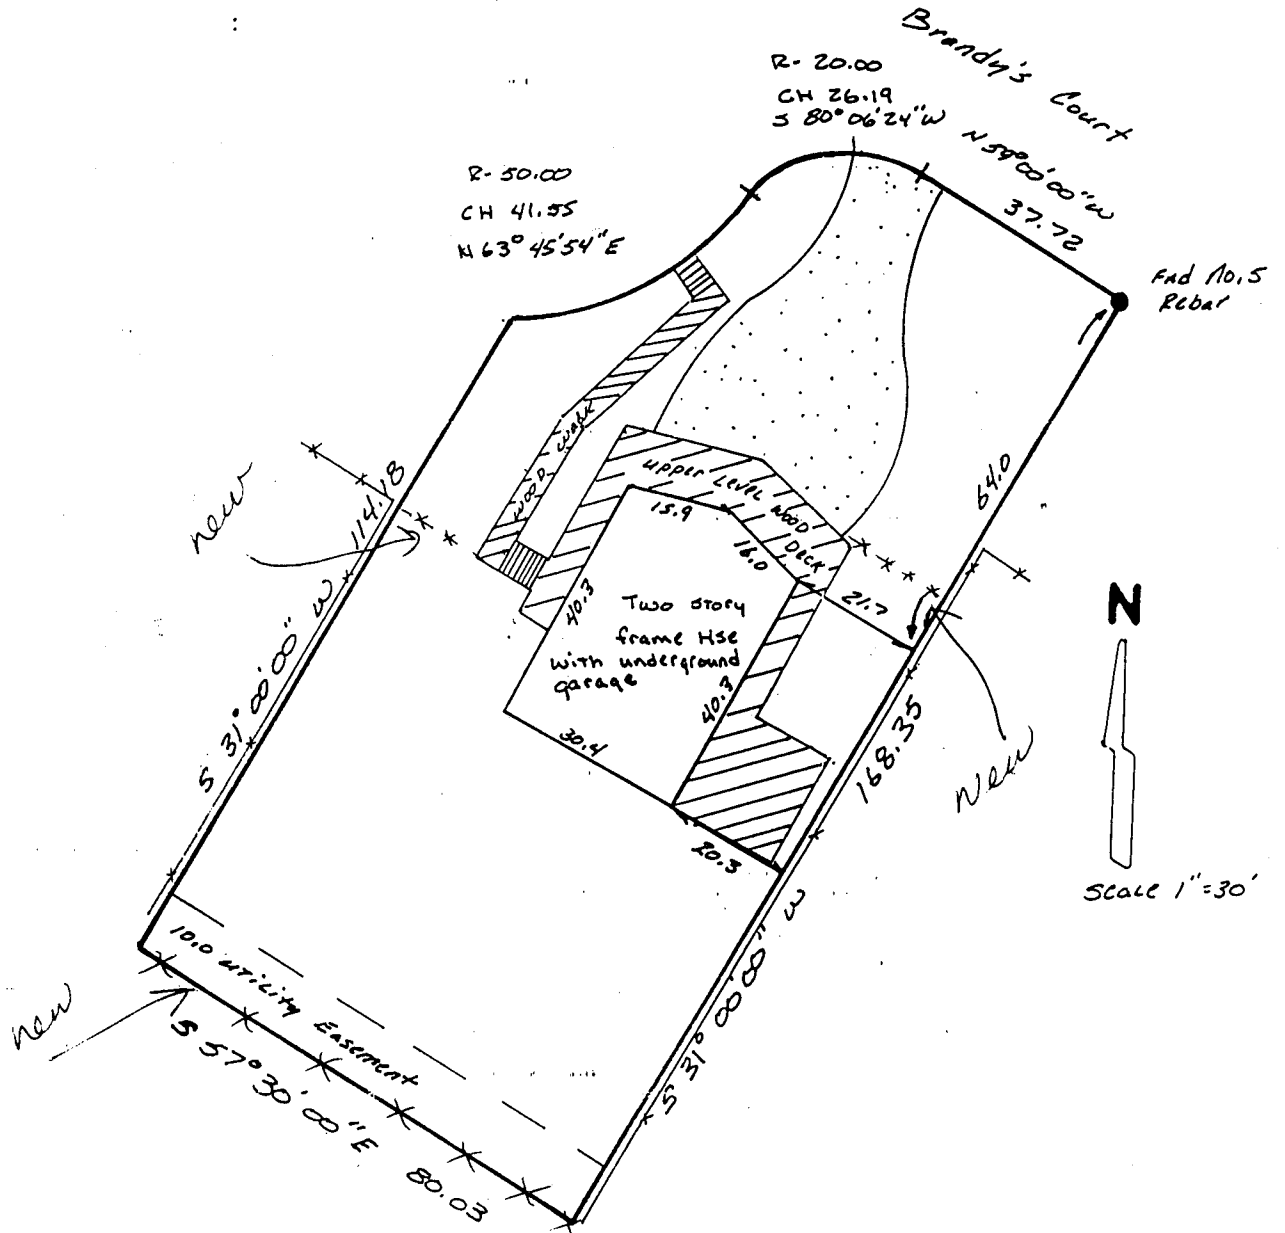 Brandy's Court
R- 20.00
CH 26.19
S 80° 06' 24" W
N 59° 00' 00" W
37.72
R- 50.00
CH 41.55
N 63° 45' 54" E
Fnd No. 5
Rebar
64.0
new
114.18
S 31° 00' 00" W
WOOD WALK
UPPER LEVEL WOOD
DECK
15.9
16.0
21.7
40.3
Two story
frame Hse
with underground
garage
40.3
30.4
20.3
N
Scale 1"=30'
168.35
S 31° 00' 00" W
New
10.0 utility Easement
new
S 57° 30' 00" E 80.03